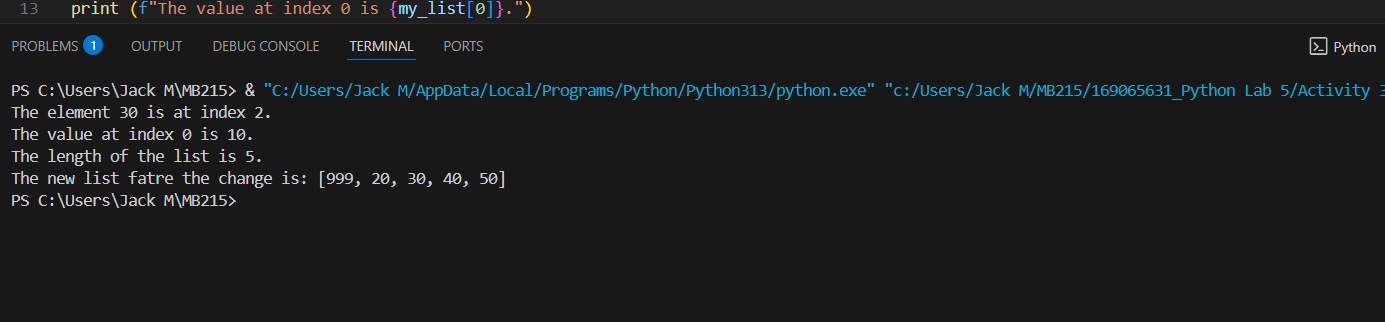 13 print (f"The value at index 0 is {my_list[0]}.")
PROBLEMS 1 OUTPUT DEBUG CONSOLE TERMINAL PORTS Python
PS C:\Users\Jack M\MB215> & "C:/Users/Jack M/AppData/Local/Programs/Python/Python313/python.exe" "c:/Users/Jack M/MB215/169065631_Python Lab 5/Activity 3
The element 30 is at index 2.
The value at index 0 is 10.
The length of the list is 5.
The new list fatre the change is: [999, 20, 30, 40, 50]
PS C:\Users\Jack M\MB215>